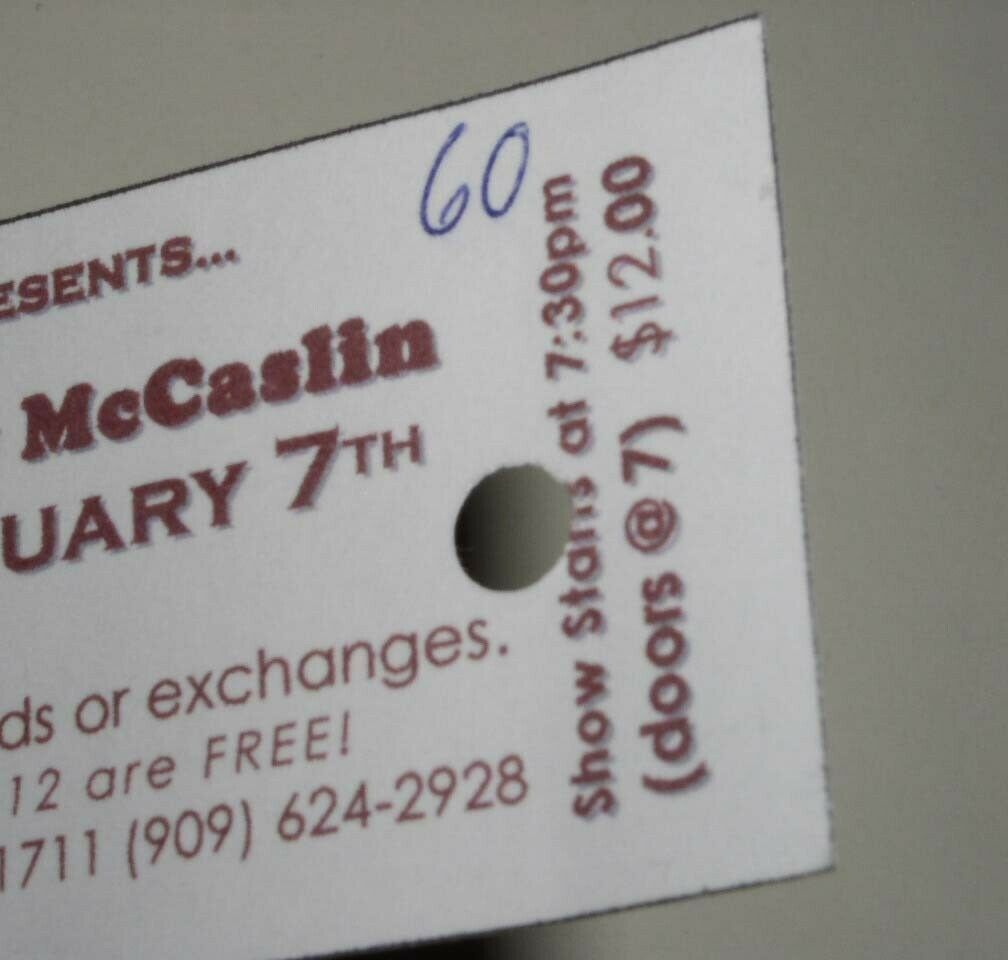 60
ESENTS...
McCaslin
UARY 7TH
ds or exchanges.
12 are FREE!
1711 (909) 624-2928
Show Starts at 7:30pm
(doors @ 7) $12.00